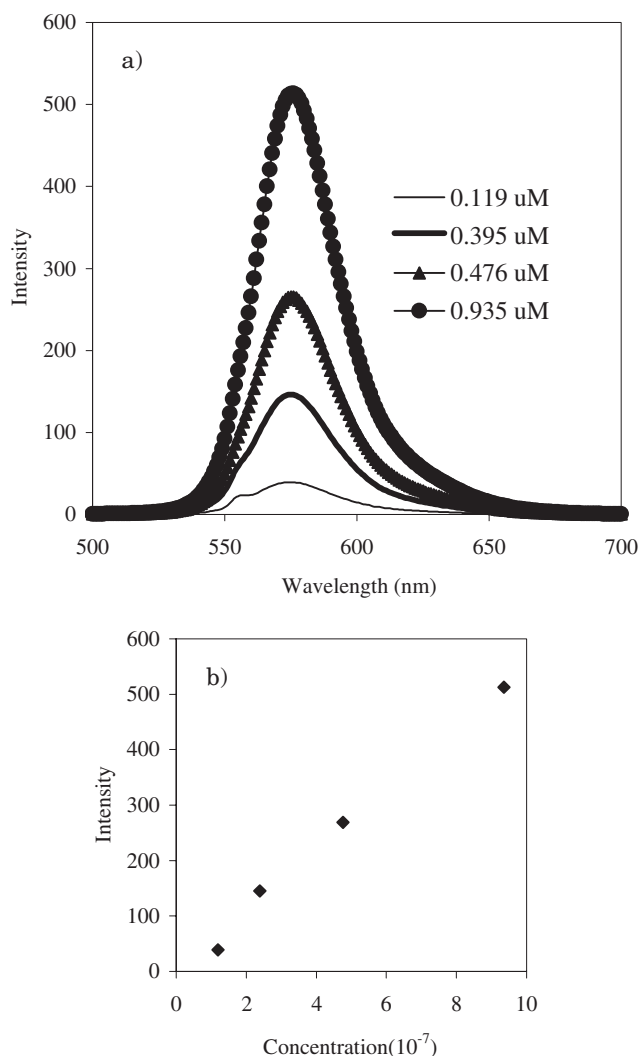 600
a)
500
400
0.119 uM
0.395 uM
300
0.476 uM
0.935 uM
Intensity
200
100
0
500 550 600 650 700
Wavelength (nm)
600
b)
500
400
Intensity
300
200
100
0
0 2 4 6 8 10
Concentration(10-7)